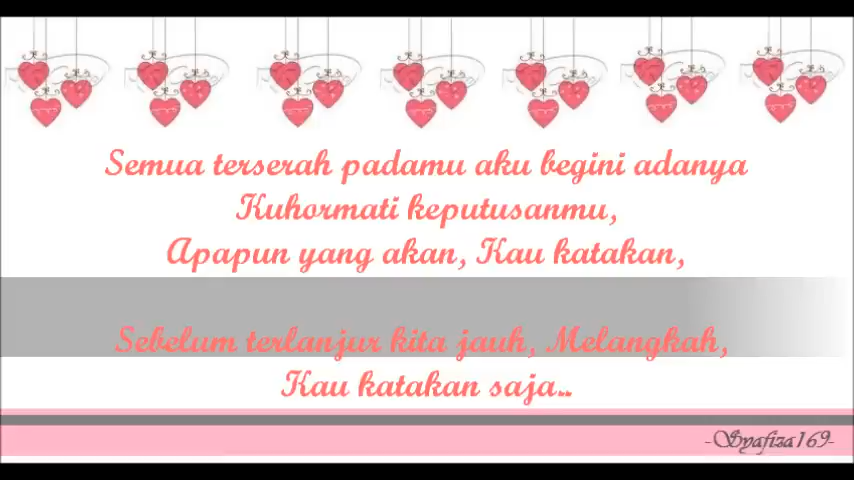 Semua terserah padamu aku begini adanya
Kuhormati keputusanmu,
Apapun yang akan, Kau katakan,
Sebelum terlanjur kita jauh, Melangkah,
Kau katakan saja..
-Syafiza169-